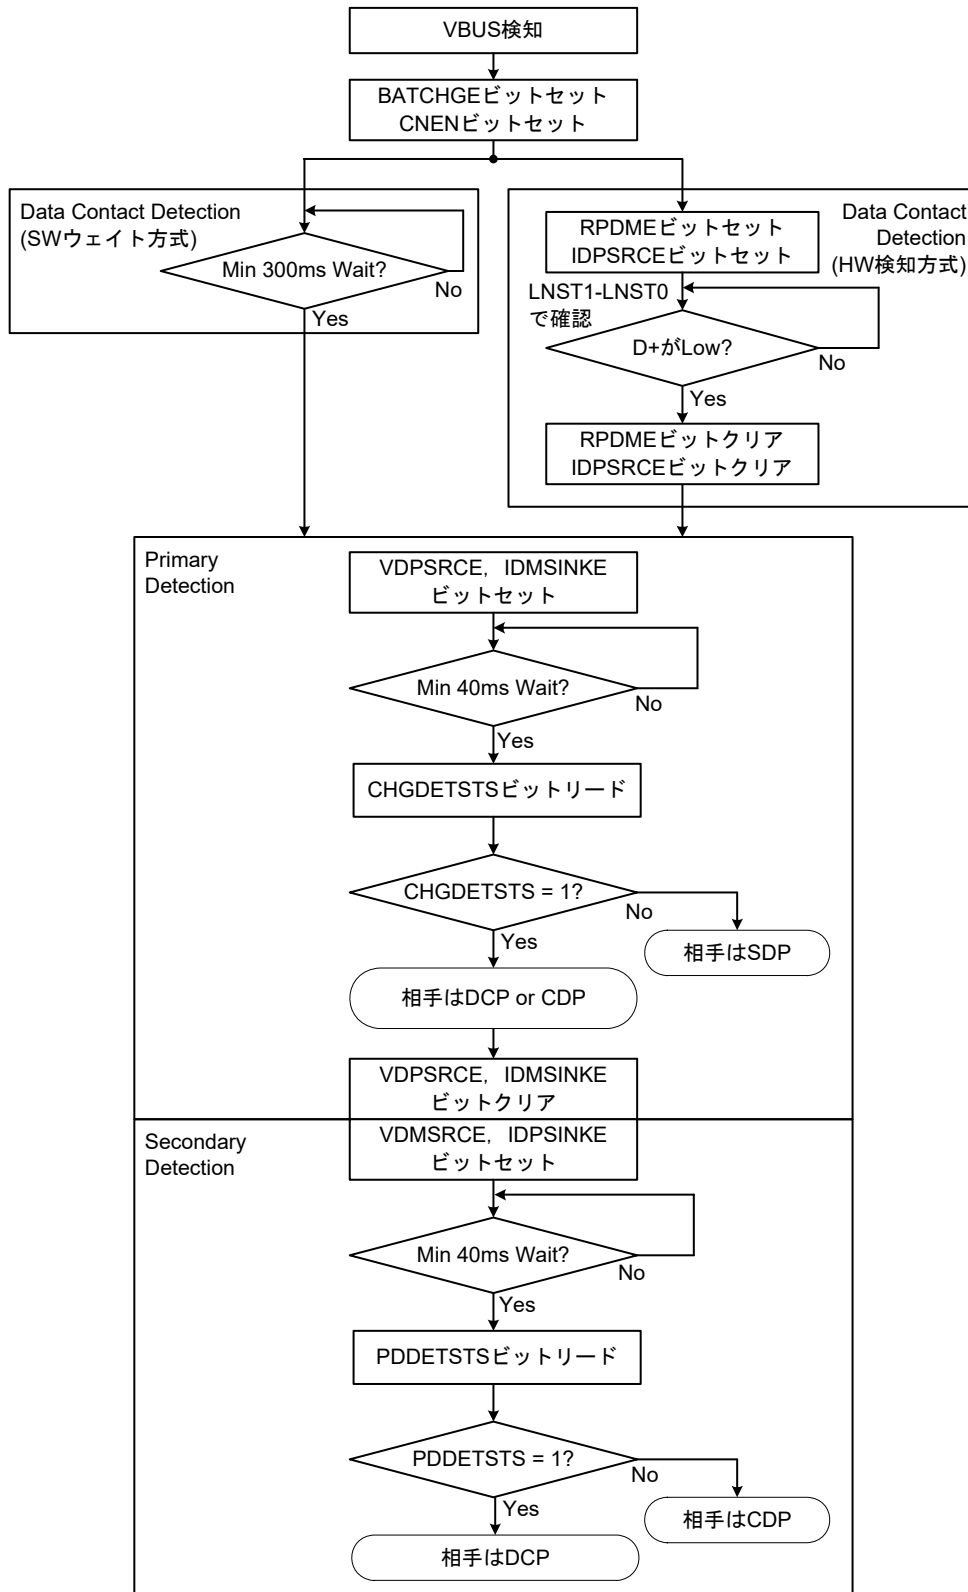 VBUS検知
BATCHGEビットセット
CNENビットセット
Data Contact Detection
(SWウェイト方式)
Min 300ms Wait?
No
Yes
Data Contact
Detection
(HW検知方式)
RPDMEビットセット
IDPSRCEビットセット
LNST1-LNST0
で確認
D+がLow?
No
Yes
RPDMEビットクリア
IDPSRCEビットクリア
Primary
Detection
VDPSRCE，IDMSINKE
ビットセット
Min 40ms Wait?
No
Yes
CHGDETSTSビットリード
CHGDETSTS = 1?
No
Yes
相手はSDP
相手はDCP or CDP
VDPSRCE，IDMSINKE
ビットクリア
Secondary
Detection
VDMSRCE，IDPSINKE
ビットセット
Min 40ms Wait?
No
Yes
PDDETSTSビットリード
PDDETSTS = 1?
No
Yes
相手はCDP
相手はDCP